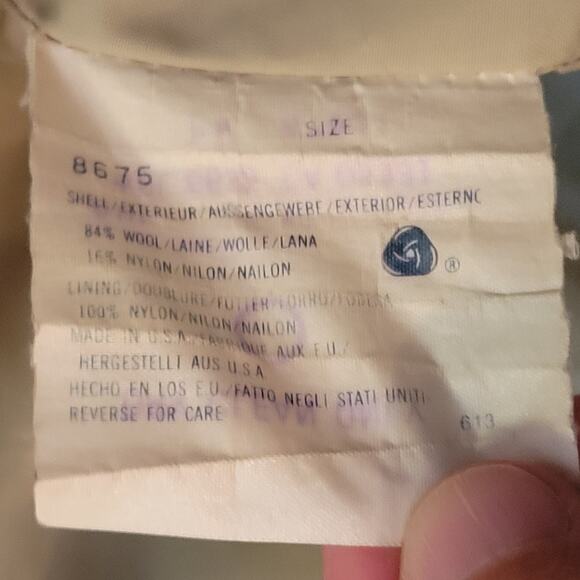 SIZE
8675
SHELL/EXTERIEUR/AUSSENGEWEBE/EXTERIOR/ESTERNO
84% WOOL/LAINE/WOLLE/LANA
16% NYLON/NILON/NAILON
®
LINING/DOUBLURE/FUTTER/FORRO/FODERA
100% NYLON/NILON/NAILON
MADE IN U.S.A./FABRIQUE AUX E.U./
HERGESTELLT AUS U.S.A.
HECHO EN LOS E.U./FATTO NEGLI STATI UNITI
REVERSE FOR CARE
613